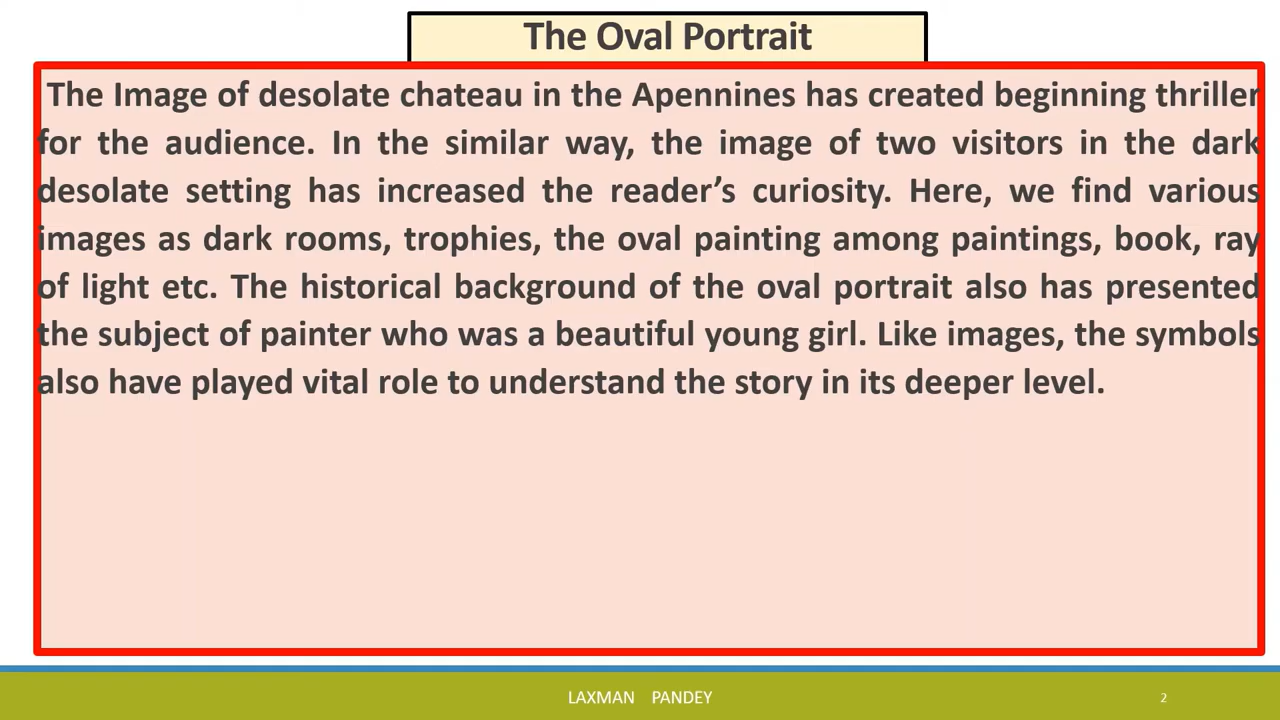 The Oval Portrait
The Image of desolate chateau in the Apennines has created beginning thriller
for the audience. In the similar way, the image of two visitors in the dark
desolate setting has increased the reader’s curiosity. Here, we find various
images as dark rooms, trophies, the oval painting among paintings, book, ray
of light etc. The historical background of the oval portrait also has presented
the subject of painter who was a beautiful young girl. Like images, the symbols
also have played vital role to understand the story in its deeper level.
LAXMAN PANDEY
2